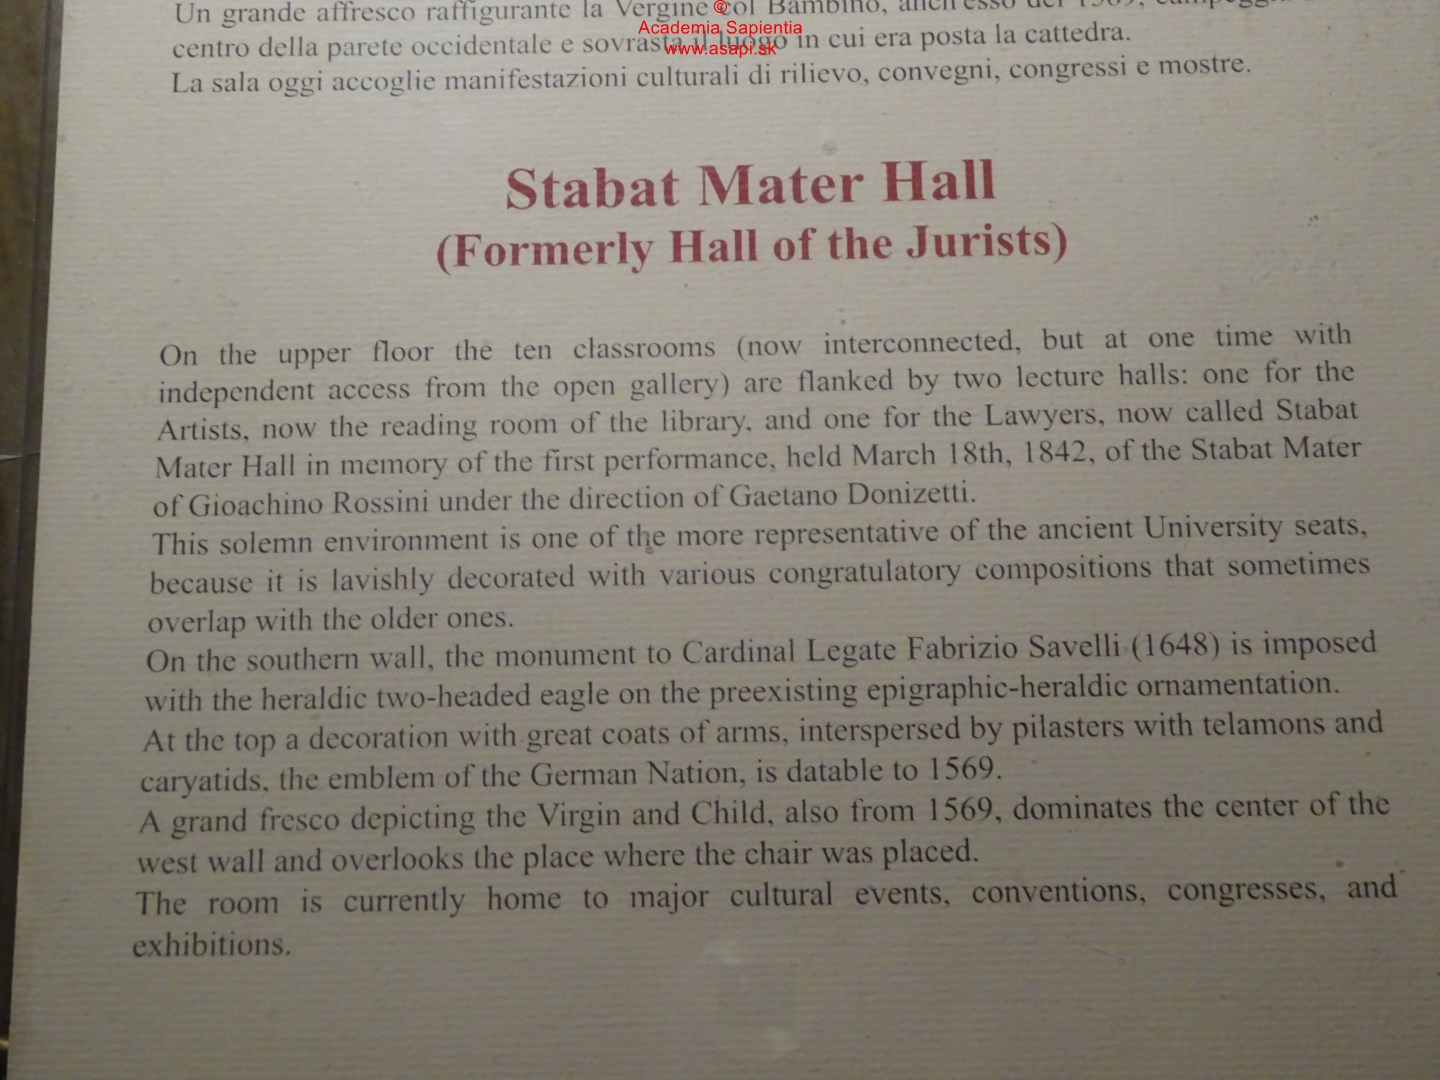 Un grande affresco raffigurante la Vergine col Bambino, anch'esso del 1569, campeggia
centro della parete occidentale e sovrasta il luogo in cui era posta la cattedra.
La sala oggi accoglie manifestazioni culturali di rilievo, convegni, congressi e mostre.
©
Academia Sapientia
www.asapi.sk
Stabat Mater Hall
(Formerly Hall of the Jurists)
On the upper floor the ten classrooms (now interconnected, but at one time with
independent access from the open gallery) are flanked by two lecture halls: one for the
Artists, now the reading room of the library, and one for the Lawyers, now called Stabat
Mater Hall in memory of the first performance, held March 18th, 1842, of the Stabat Mater
of Gioachino Rossini under the direction of Gaetano Donizetti.
This solemn environment is one of the more representative of the ancient University seats,
because it is lavishly decorated with various congratulatory compositions that sometimes
overlap with the older ones.
On the southern wall, the monument to Cardinal Legate Fabrizio Savelli (1648) is imposed
with the heraldic two-headed eagle on the preexisting epigraphic-heraldic ornamentation.
At the top a decoration with great coats of arms, interspersed by pilasters with telamons and
caryatids, the emblem of the German Nation, is datable to 1569.
A grand fresco depicting the Virgin and Child, also from 1569, dominates the center of the
west wall and overlooks the place where the chair was placed.
The room is currently home to major cultural events, conventions, congresses, and
exhibitions.